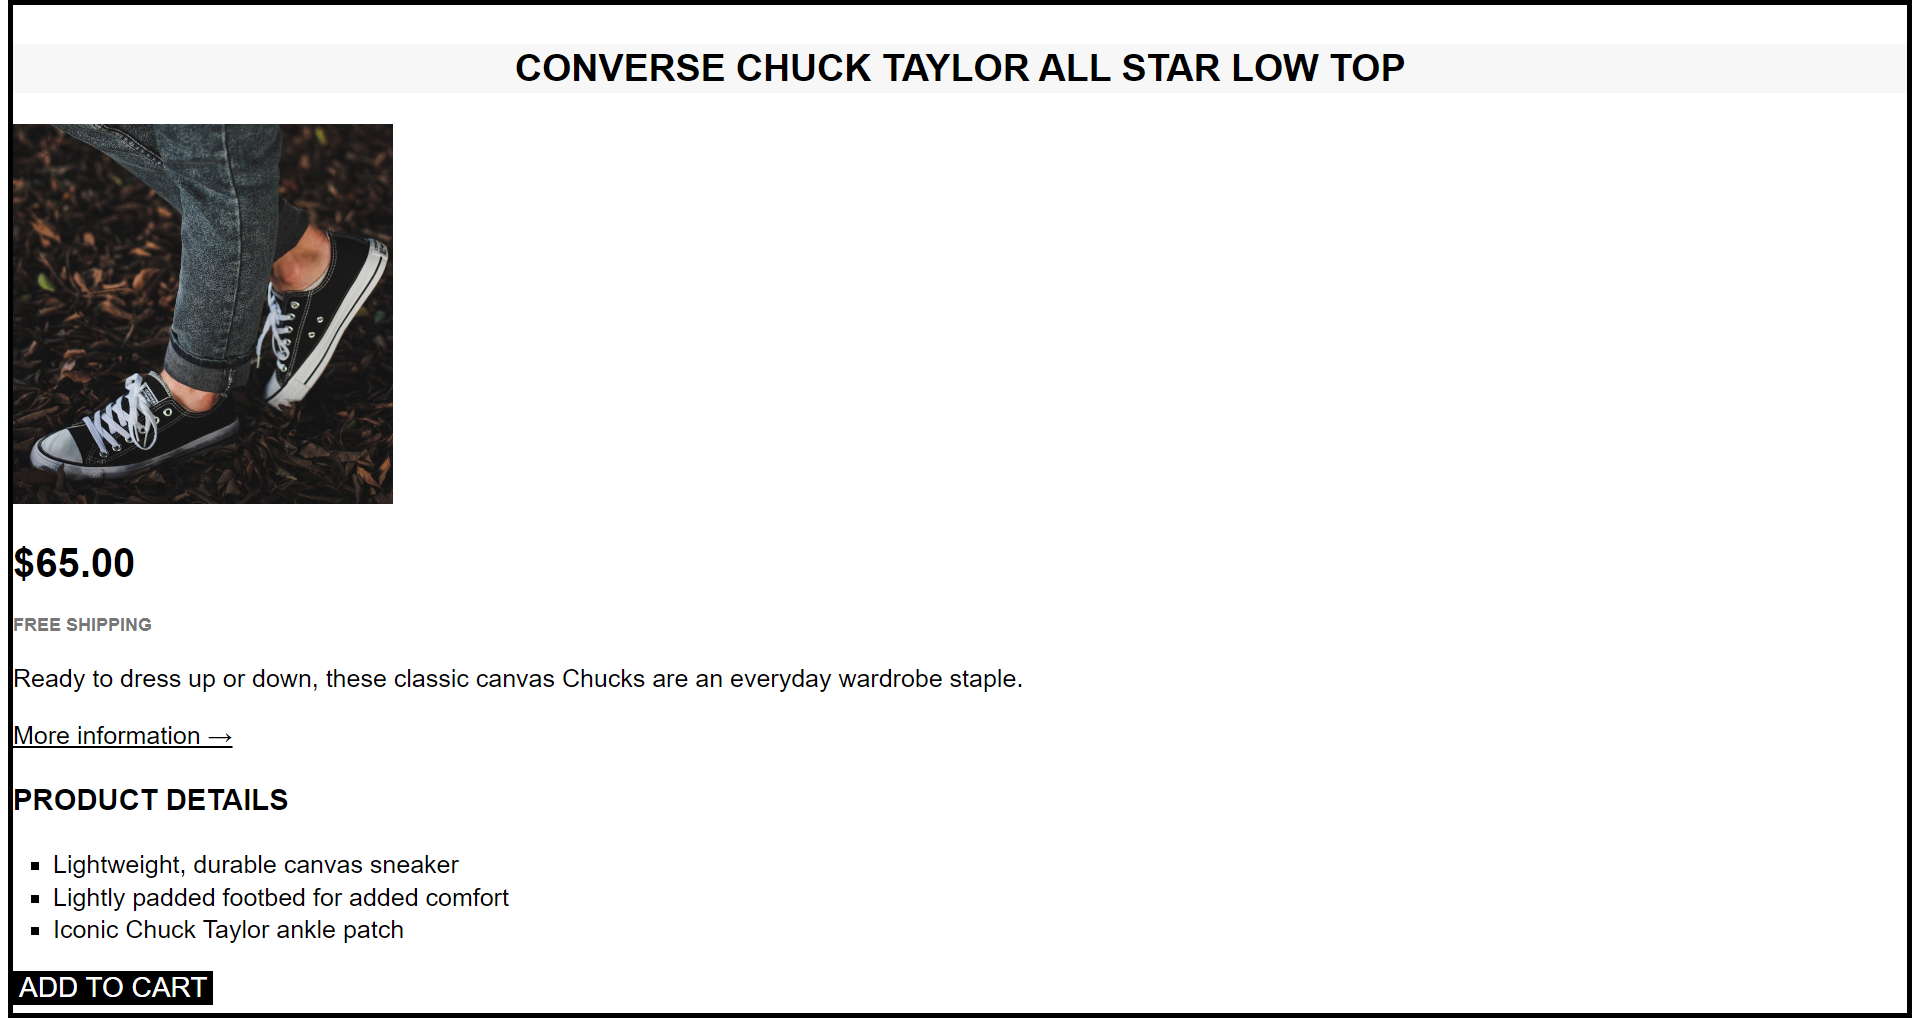 CONVERSE CHUCK TAYLOR ALL STAR LOW TOP
$65.00
FREE SHIPPING
Ready to dress up or down, these classic canvas Chucks are an everyday wardrobe staple.
More information →
PRODUCT DETAILS
Lightweight, durable canvas sneaker
Lightly padded footbed for added comfort
Iconic Chuck Taylor ankle patch
ADD TO CART